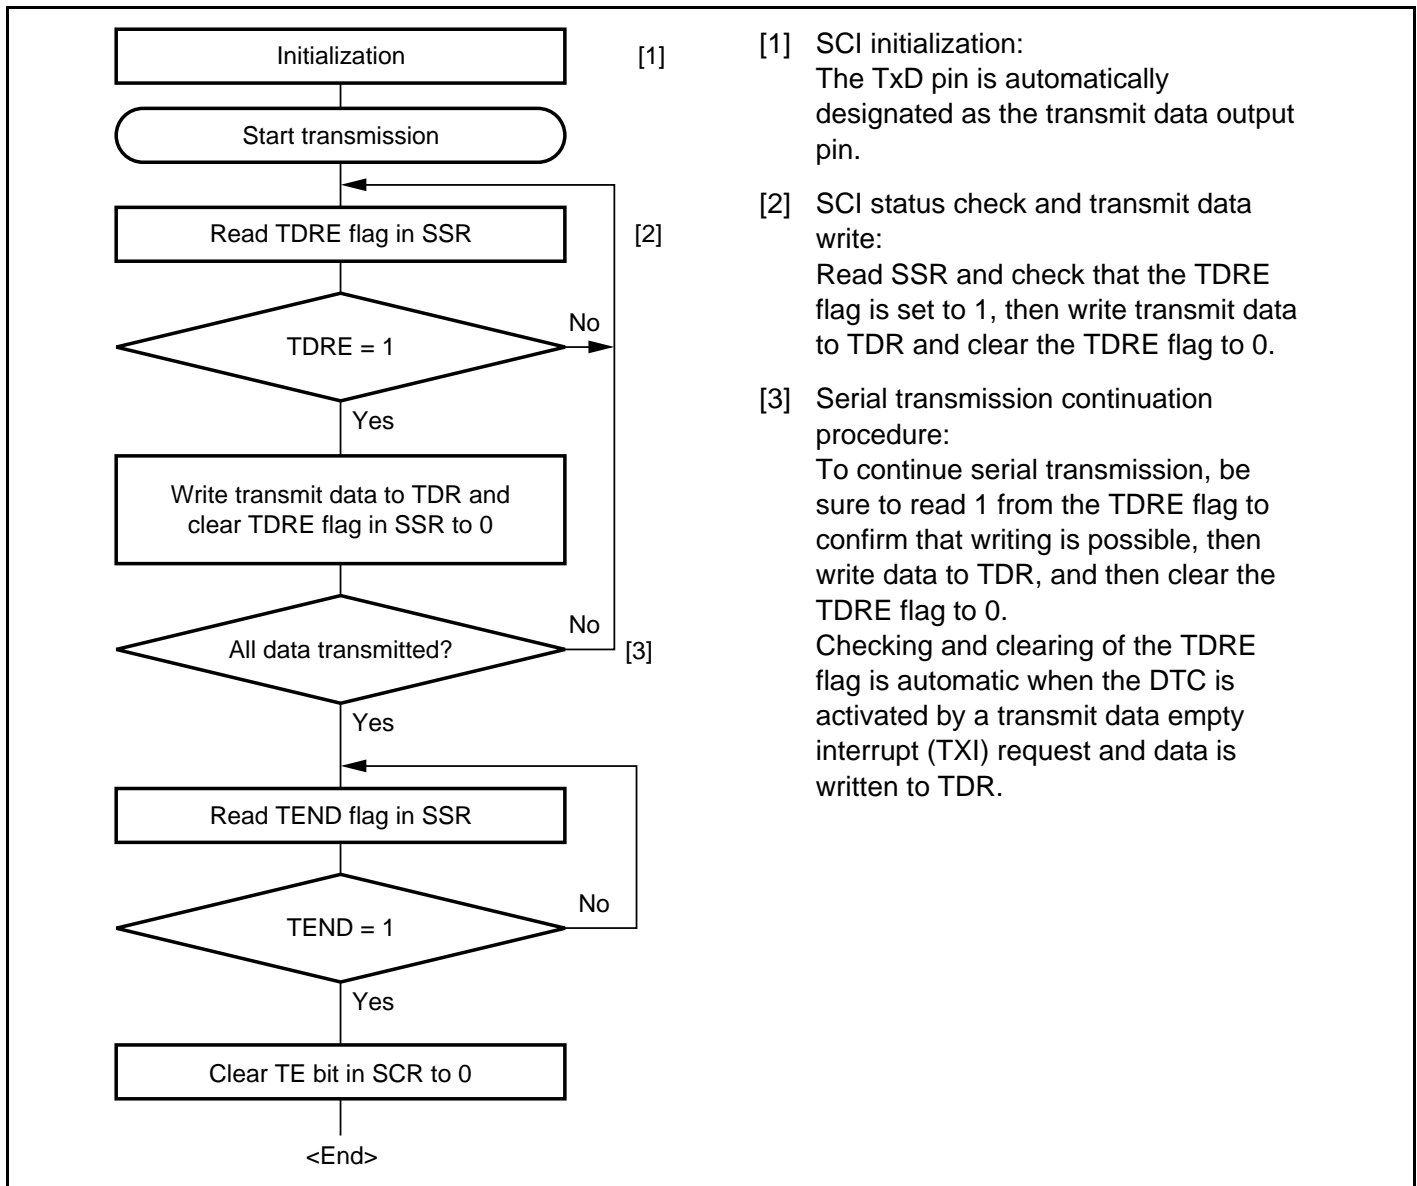 Initialization
[1]
Start transmission
Read TDRE flag in SSR
[2]
TDRE = 1
No
Yes
Write transmit data to TDR and
clear TDRE flag in SSR to 0
All data transmitted?
No
[3]
Yes
Read TEND flag in SSR
TEND = 1
No
Yes
Clear TE bit in SCR to 0
<End>
[1] SCI initialization:
The TxD pin is automatically
designated as the transmit data output
pin.
[2] SCI status check and transmit data
write:
Read SSR and check that the TDRE
flag is set to 1, then write transmit data
to TDR and clear the TDRE flag to 0.
[3] Serial transmission continuation
procedure:
To continue serial transmission, be
sure to read 1 from the TDRE flag to
confirm that writing is possible, then
write data to TDR, and then clear the
TDRE flag to 0.
Checking and clearing of the TDRE
flag is automatic when the DTC is
activated by a transmit data empty
interrupt (TXI) request and data is
written to TDR.